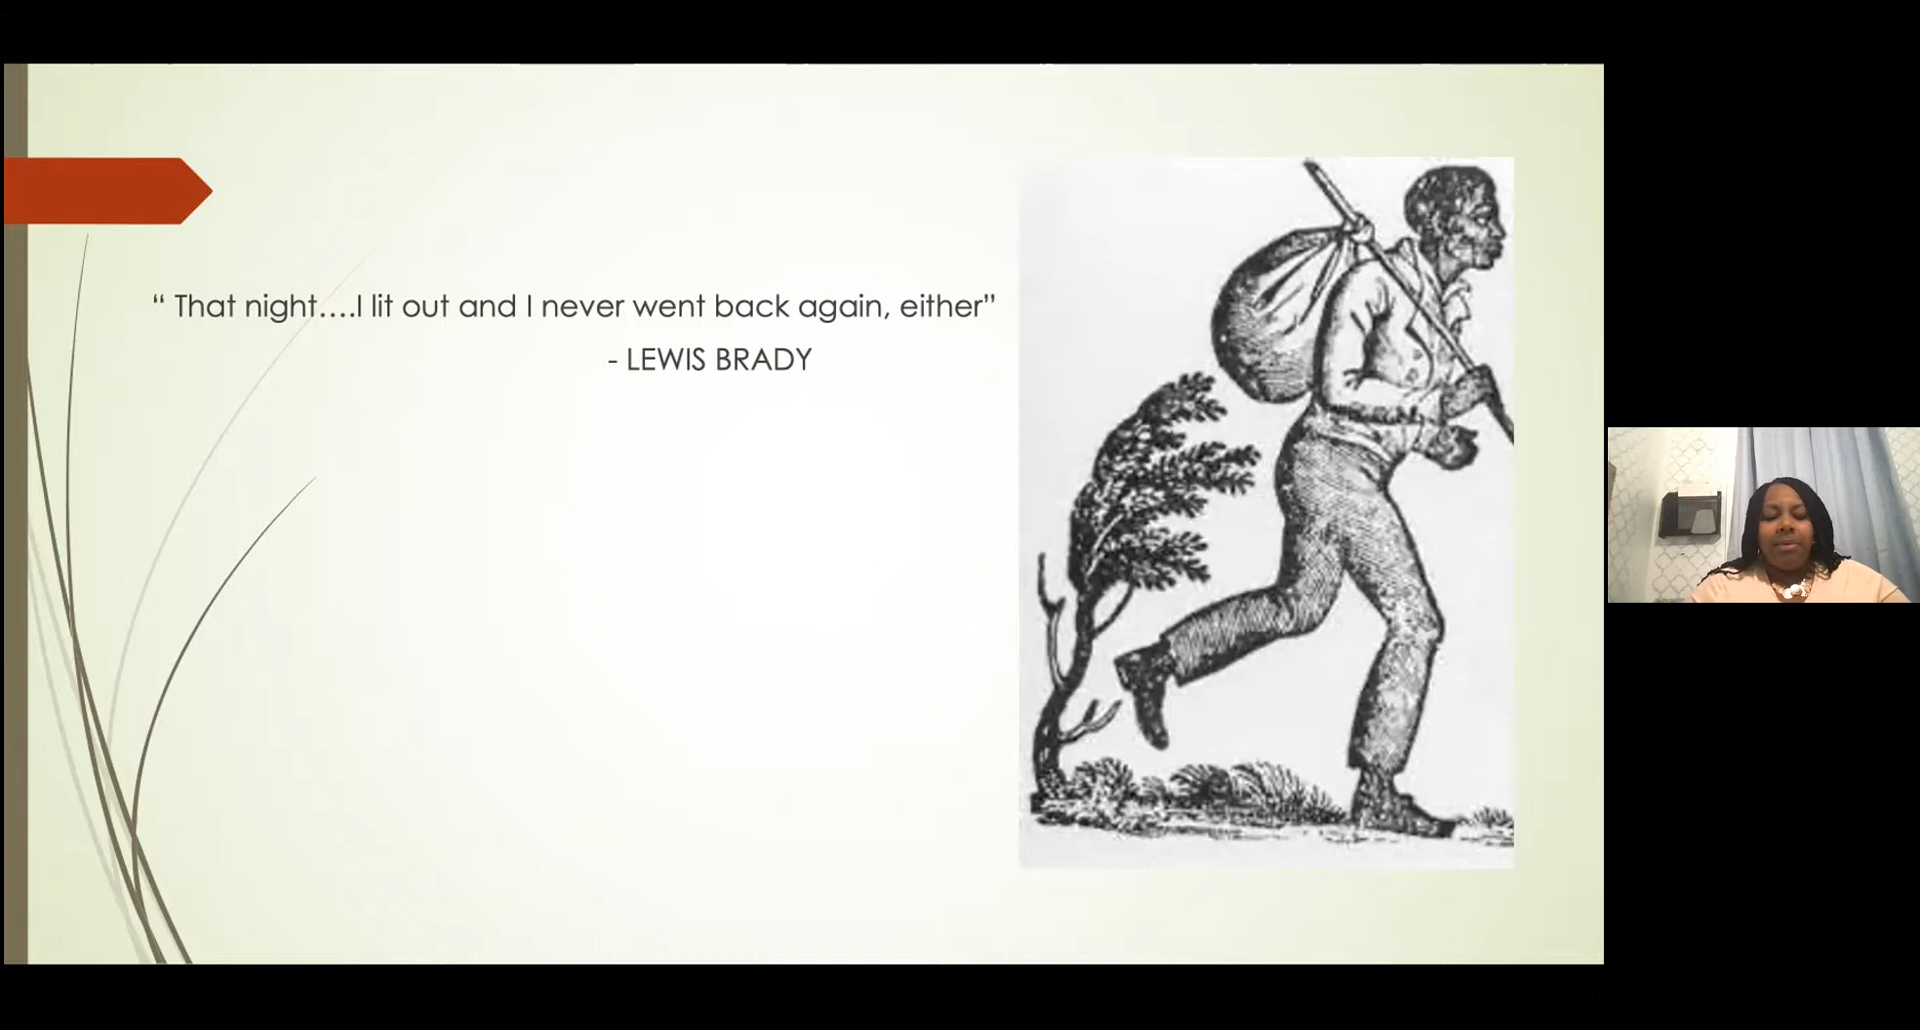 “ That night....I lit out and I never went back again, either”
- LEWIS BRADY